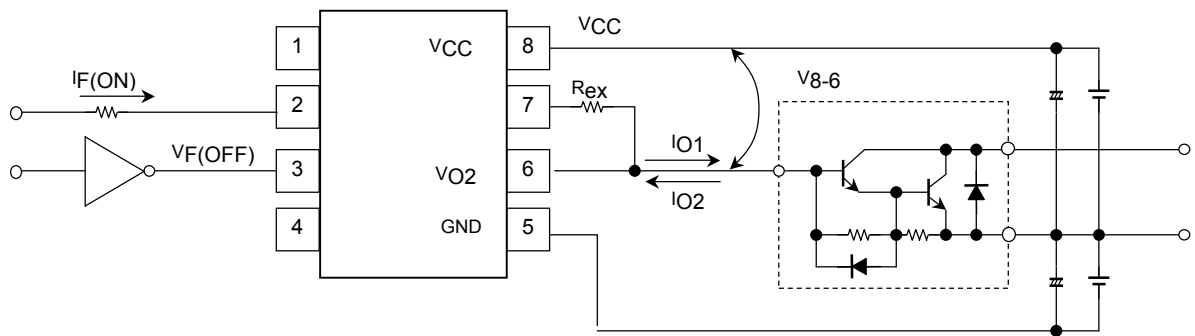 VCC
1
VCC
8
V8-6
IF(ON)
2
7
Rex
IO1
VF(OFF)
3
VO2
6
IO2
4
GND
5